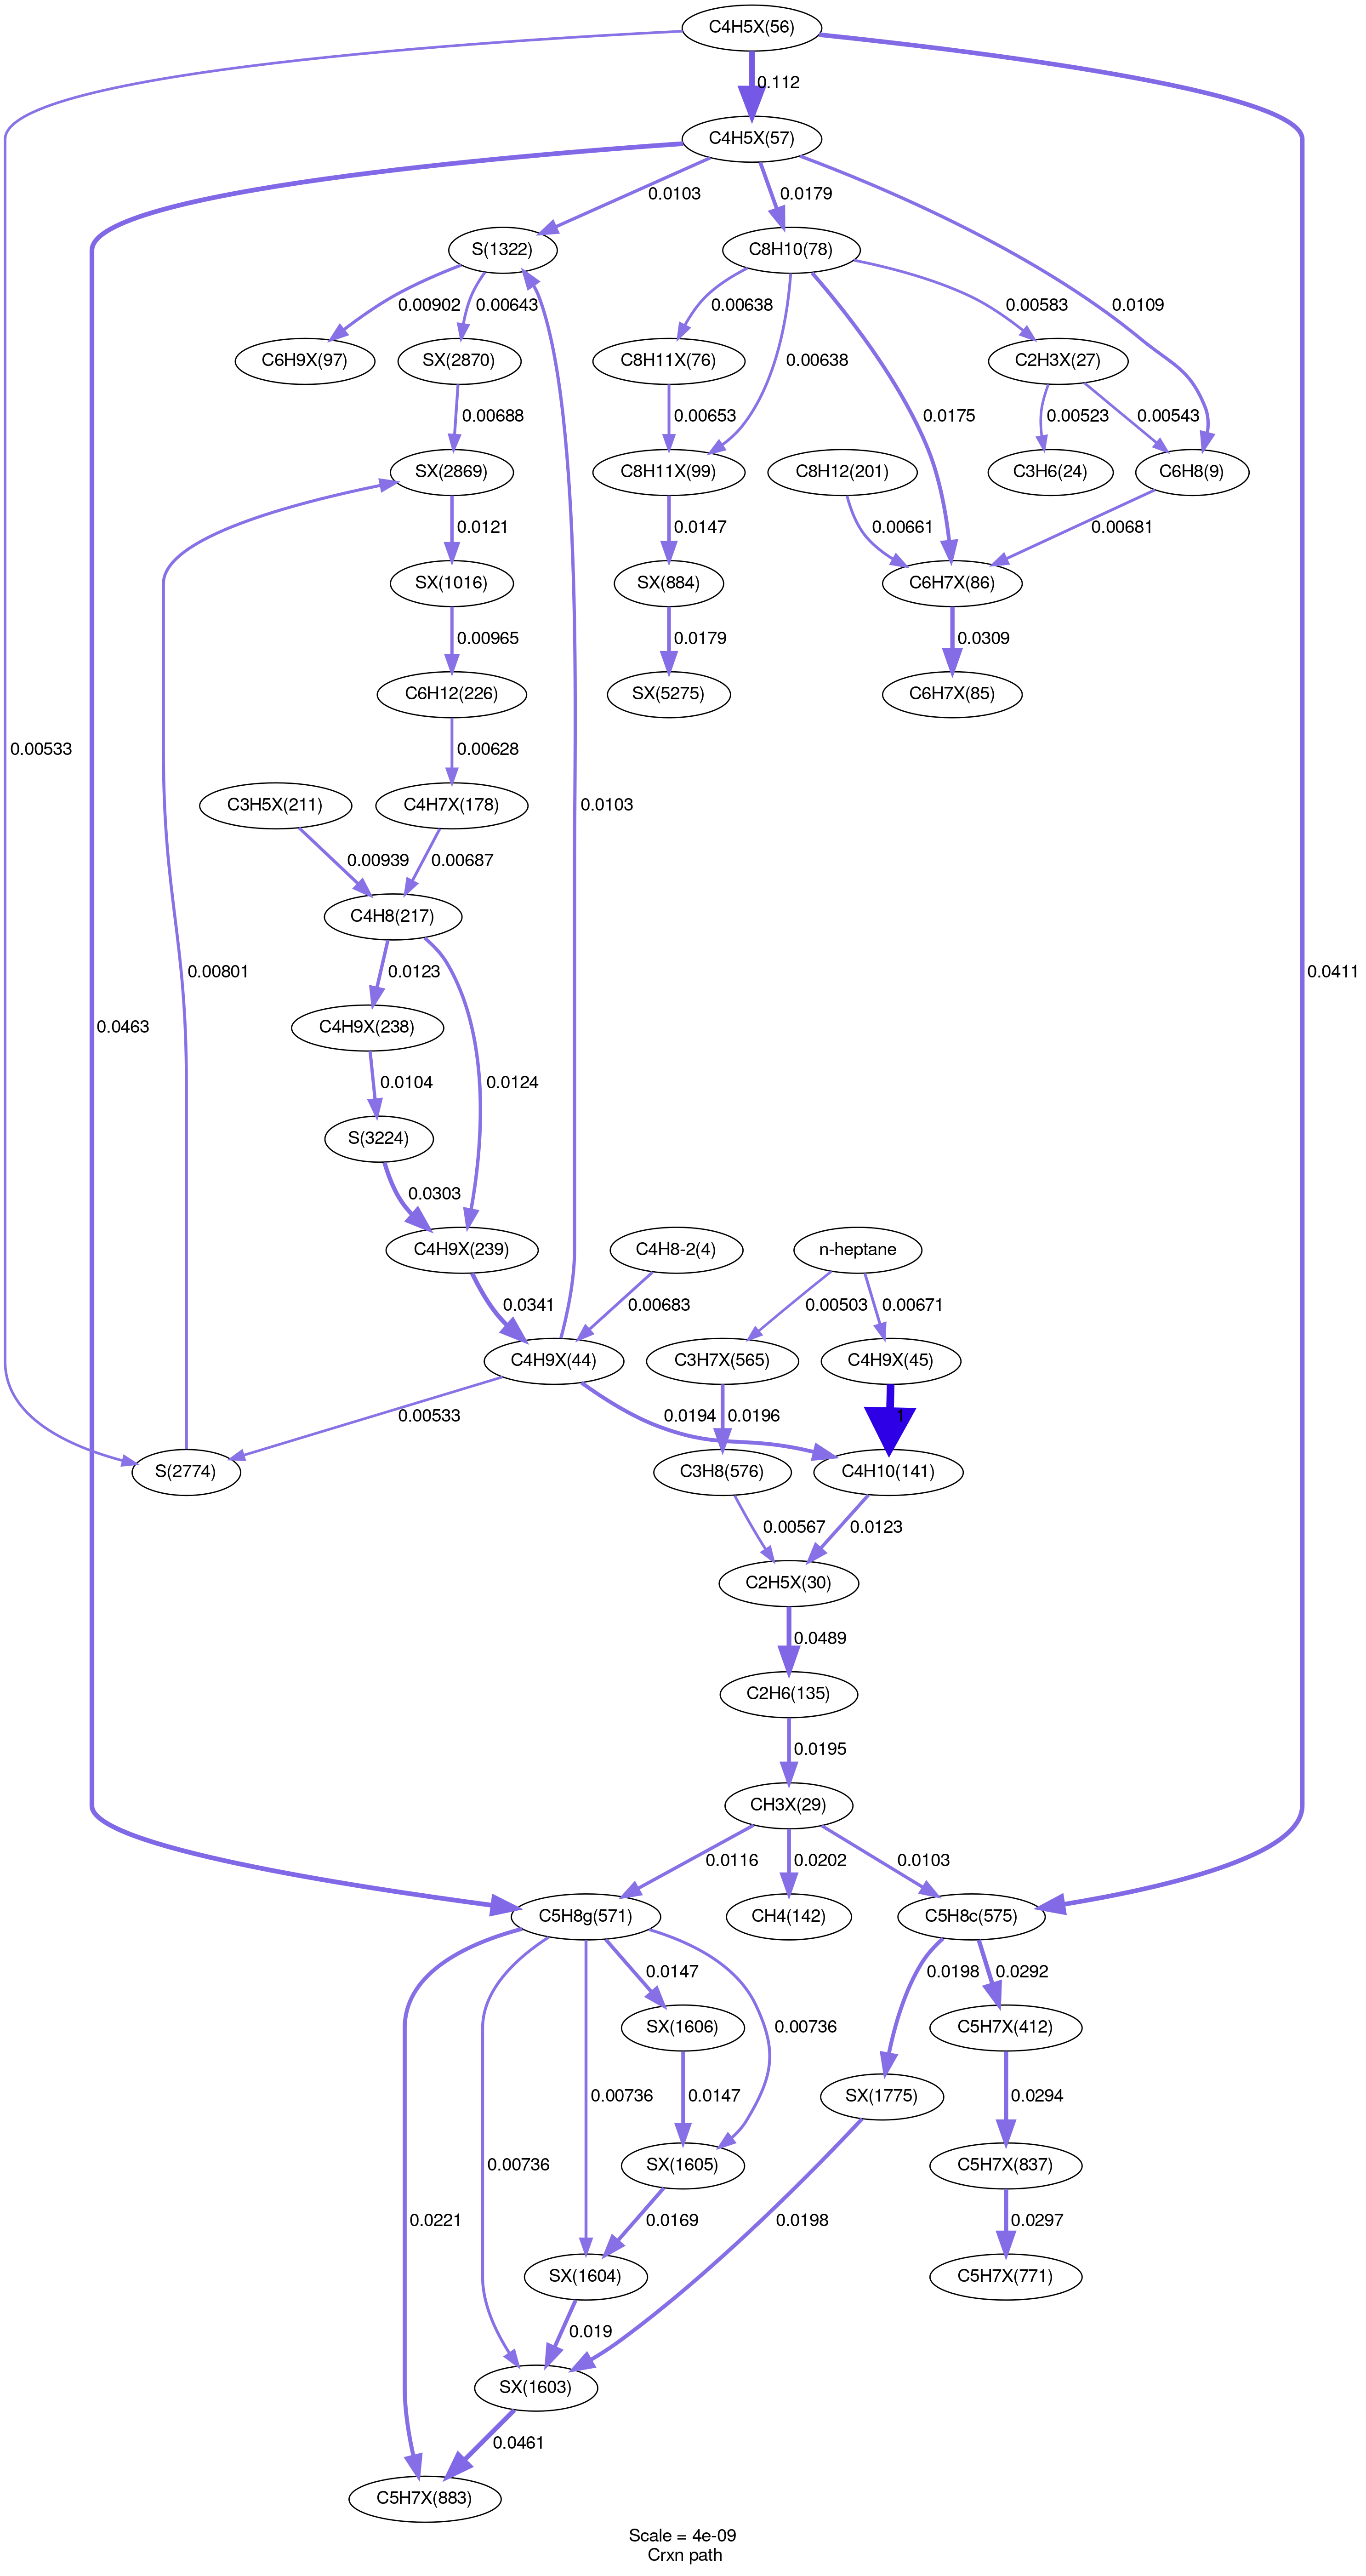 C4H5X(56)
0.112
C4H5X(57)
0.0103
0.0179
S(1322)
C8H10(78)
0.0109
0.00902
0.00643
0.00638
0.00583
C6H9X(97)
SX(2870)
C8H11X(76)
0.00638
C2H3X(27)
0.00688
0.00653
0.0175
0.00523
0.00543
SX(2869)
C8H11X(99)
C8H12(201)
C3H6(24)
C6H8(9)
0.0121
0.0147
0.00661
0.00681
SX(1016)
SX(884)
C6H7X(86)
0.00965
0.0179
0.0309
C6H12(226)
SX(5275)
C6H7X(85)
0.00533
0.00628
C3H5X(211)
C4H7X(178)
0.0103
0.00939
0.00687
C4H8(217)
0.00801
0.0123
0.0411
0.0463
C4H9X(238)
0.0104
0.0124
S(3224)
0.0303
C4H9X(239)
C4H8-2(4)
n-heptane
0.0341
0.00683
0.00503
0.00671
C4H9X(44)
C3H7X(565)
C4H9X(45)
0.00533
0.0194
0.0196
1
S(2774)
C3H8(576)
C4H10(141)
0.00567
0.0123
C2H5X(30)
0.0489
C2H6(135)
0.0195
CH3X(29)
0.0116
0.0202
0.0103
C5H8g(571)
CH4(142)
C5H8c(575)
0.0147
0.0198
0.0292
SX(1606)
0.00736
C5H7X(412)
0.00736
0.0147
SX(1775)
0.0294
0.00736
SX(1605)
C5H7X(837)
0.0221
0.0169
0.0198
0.0297
SX(1604)
C5H7X(771)
0.019
SX(1603)
0.0461
C5H7X(883)
Scale = 4e-09
Crxn path